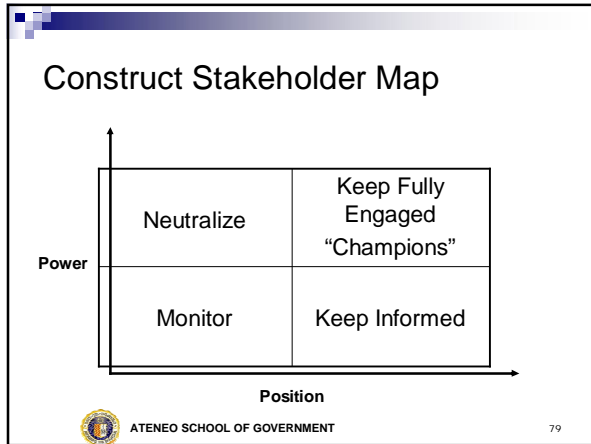 Construct Stakeholder Map
Neutralize
Keep Fully
Engaged
“Champions”
Power
Monitor
Keep Informed
Position
ATENEO SCHOOL OF GOVERNMENT
79